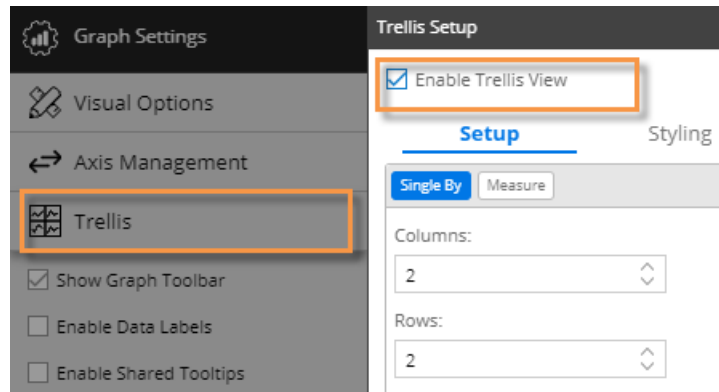 Graph Settings
Visual Options
Axis Management
Trellis
Show Graph Toolbar
Enable Data Labels
Enable Shared Tooltips
Trellis Setup
Enable Trellis View
Setup Styling
Single By Measure
Columns:
2
Rows:
2